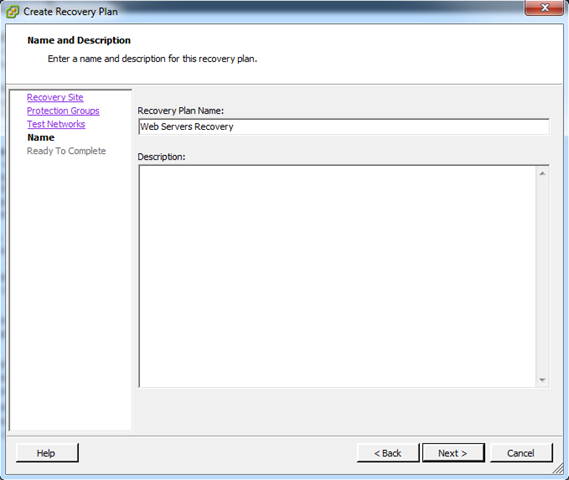 Create Recovery Plan
Name and Description
Enter a name and description for this recovery plan.
Recovery Site
Protection Groups
Test Networks
Name
Ready To Complete
Recovery Plan Name:
Web Servers Recovery
Description:
Help
< Back
Next >
Cancel